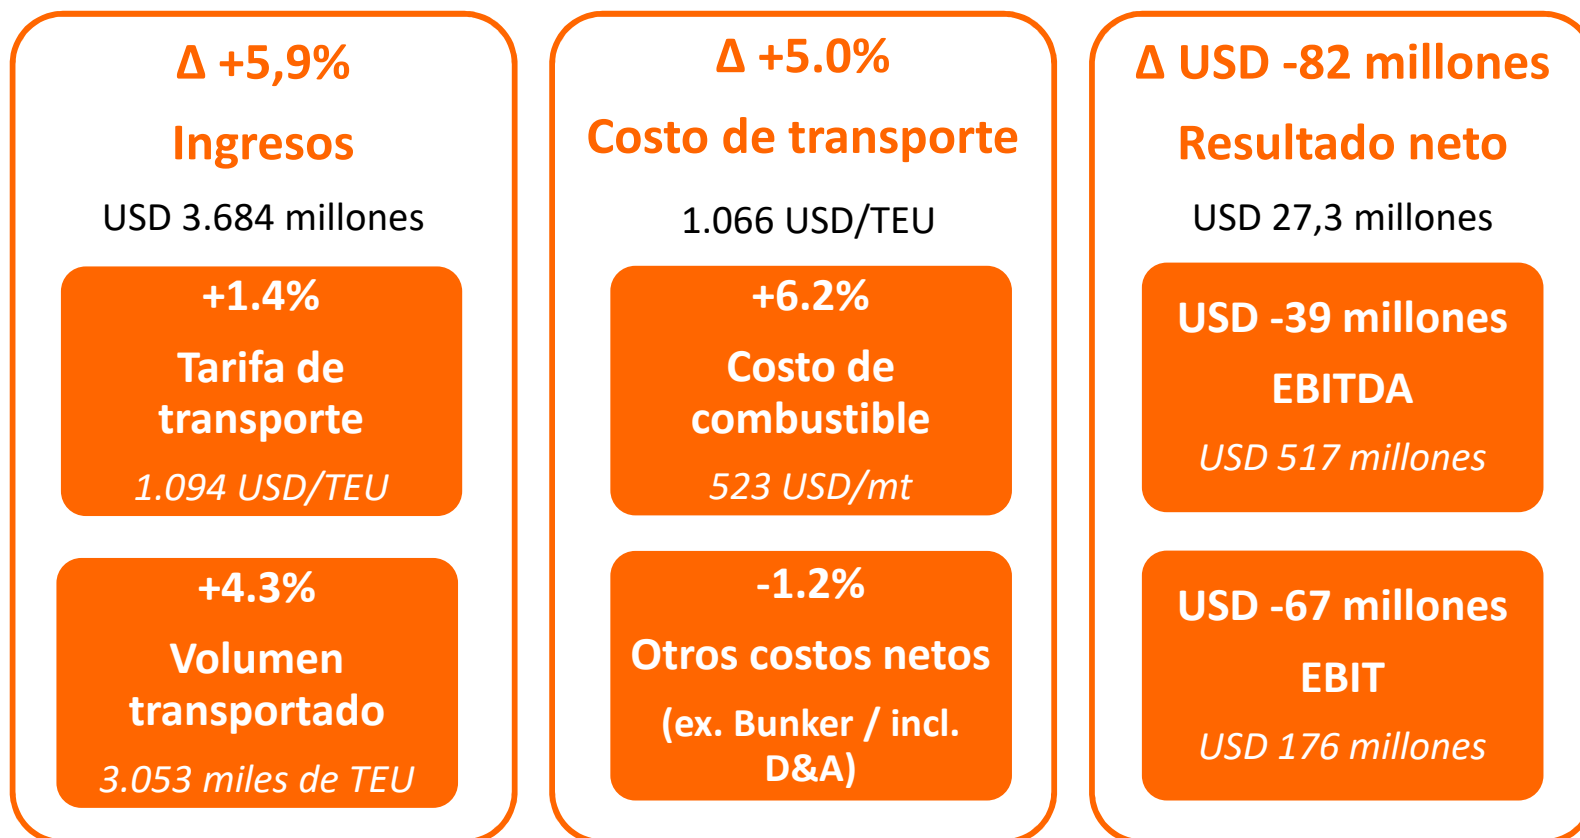 Δ +5,9%
Ingresos
USD 3.684 millones
+1.4%
Tarifa de
transporte
1.094 USD/TEU
+4.3%
Volumen
transportado
3.053 miles de TEU
Δ +5.0%
Costo de transporte
1.066 USD/TEU
+6.2%
Costo de
combustible
523 USD/mt
-1.2%
Otros costos netos
(ex. Bunker / incl.
D&A)
Δ USD -82 millones
Resultado neto
USD 27,3 millones
USD -39 millones
EBITDA
USD 517 millones
USD -67 millones
EBIT
USD 176 millones